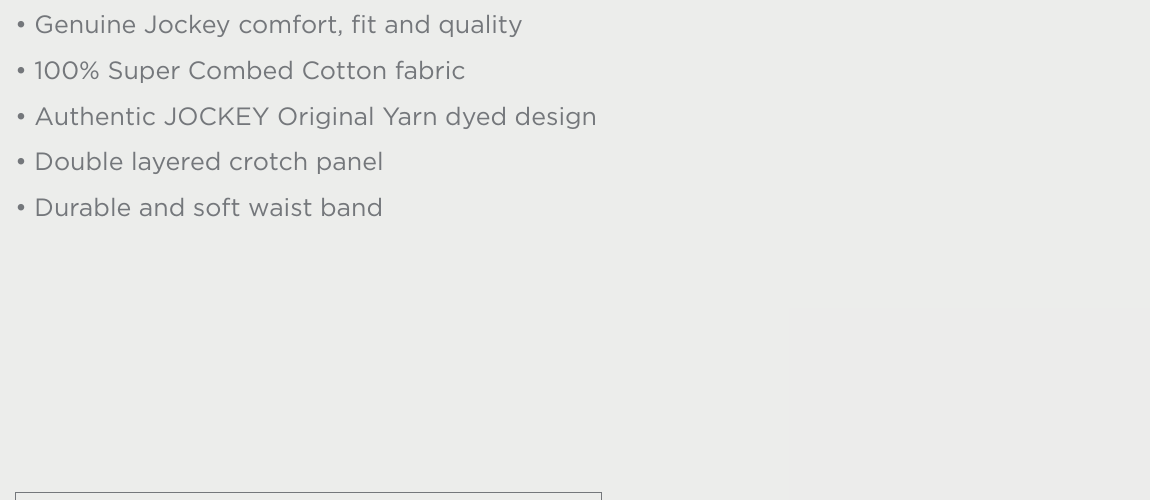 • Genuine Jockey comfort, fit and quality
• 100% Super Combed Cotton fabric
• Authentic JOCKEY Original Yarn dyed design
• Double layered crotch panel
• Durable and soft waist band